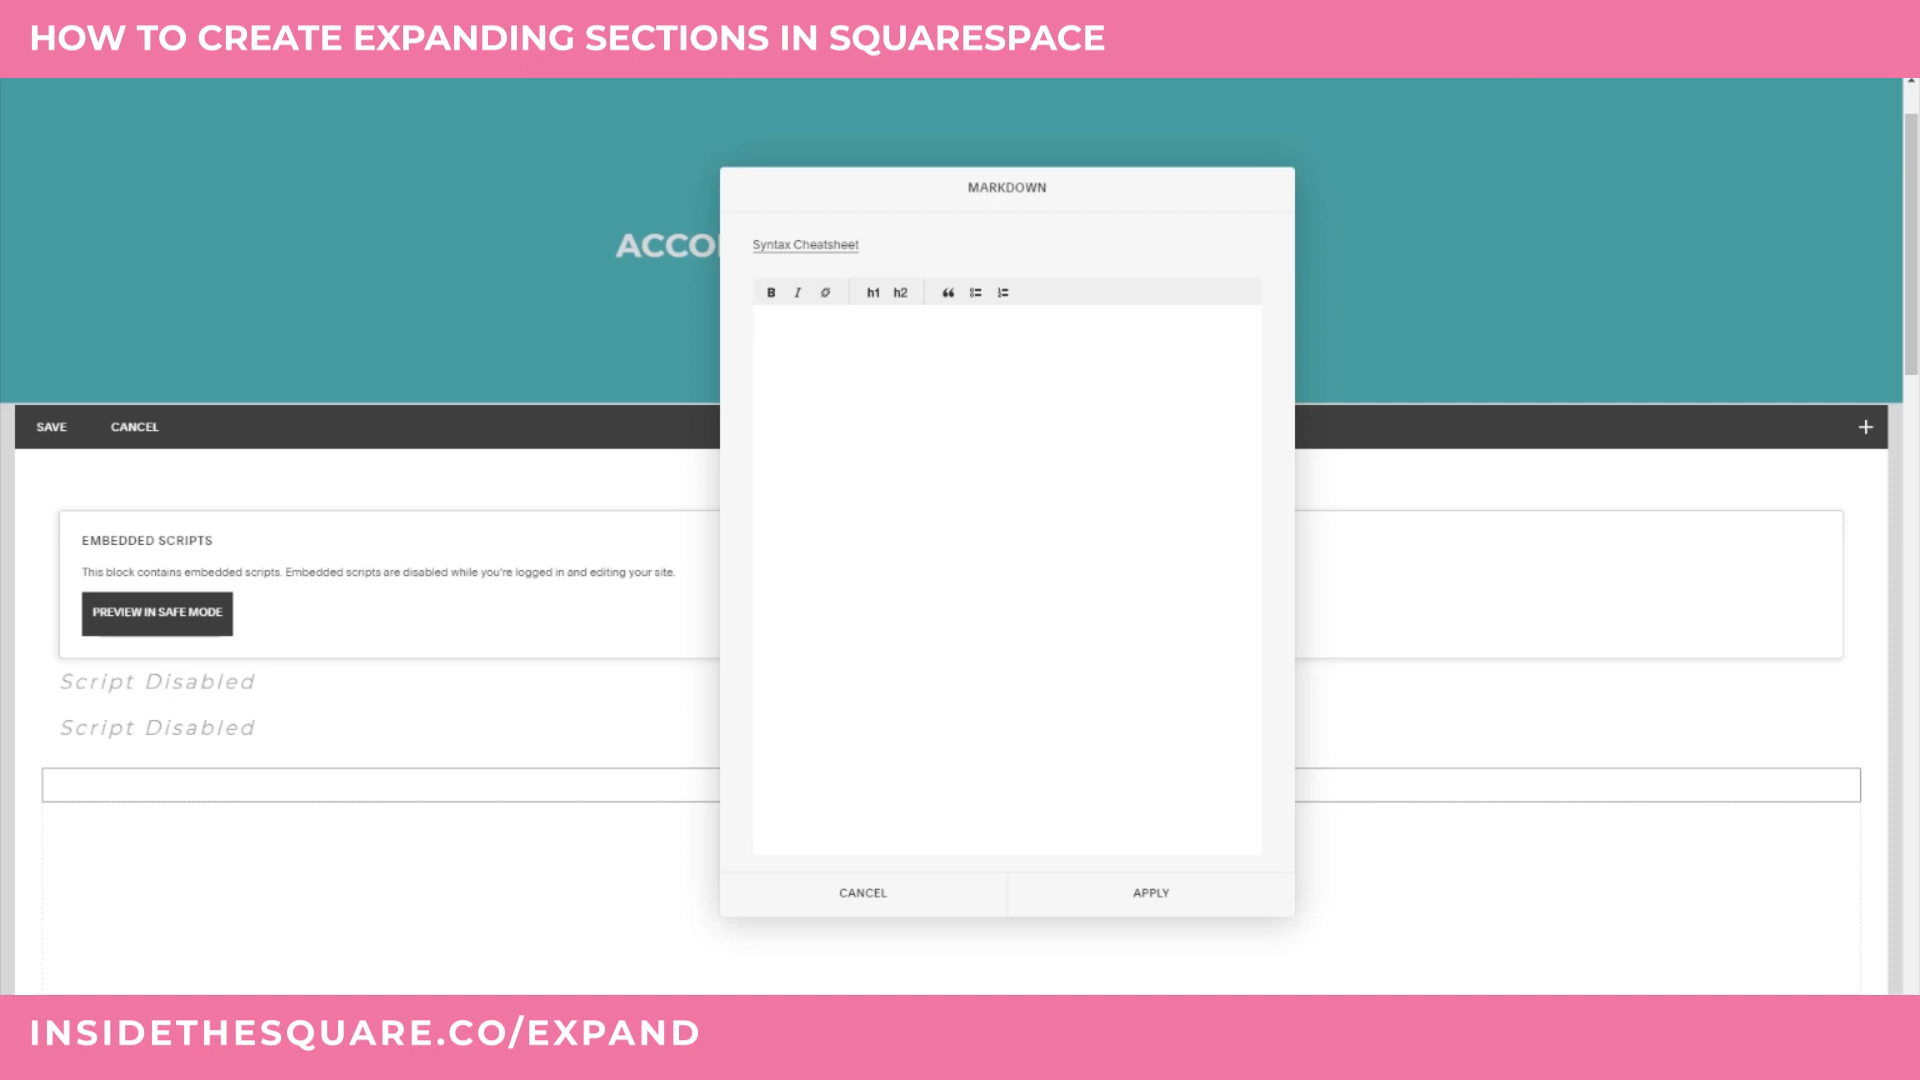 HOW TO CREATE EXPANDING SECTIONS IN SQUARESPACE
MARKDOWN
Syntax Cheatsheet
B I h1 h2
SAVE CANCEL
EMBEDDED SCRIPTS
This block contains embedded scripts. Embedded scripts are disabled while you're logged in and editing your site.
PREVIEW IN SAFE MODE
Script Disabled
Script Disabled
CANCEL APPLY
INSIDETHESQUARE.CO/EXPAND